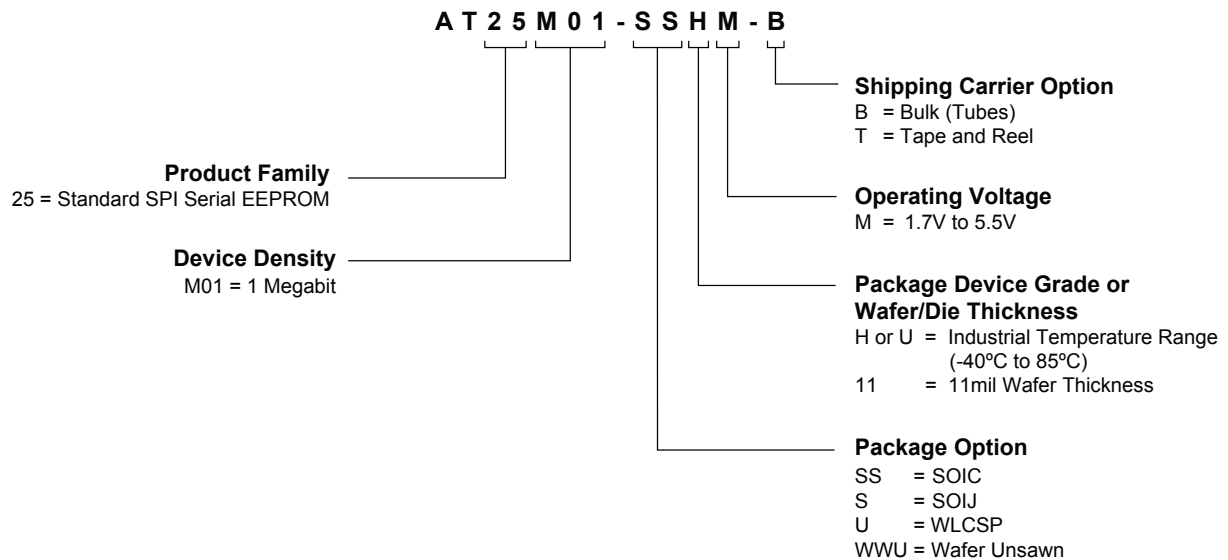 A T 2 5 M 0 1 - S S H M - B
Shipping Carrier Option
B = Bulk (Tubes)
T = Tape and Reel
Product Family
25 = Standard SPI Serial EEPROM
Operating Voltage
M = 1.7V to 5.5V
Device Density
M01 = 1 Megabit
Package Device Grade or
Wafer/Die Thickness
H or U = Industrial Temperature Range
(-40ºC to 85ºC)
11 = 11mil Wafer Thickness
Package Option
SS = SOIC
S = SOIJ
U = WLCSP
WWU = Wafer Unsawn